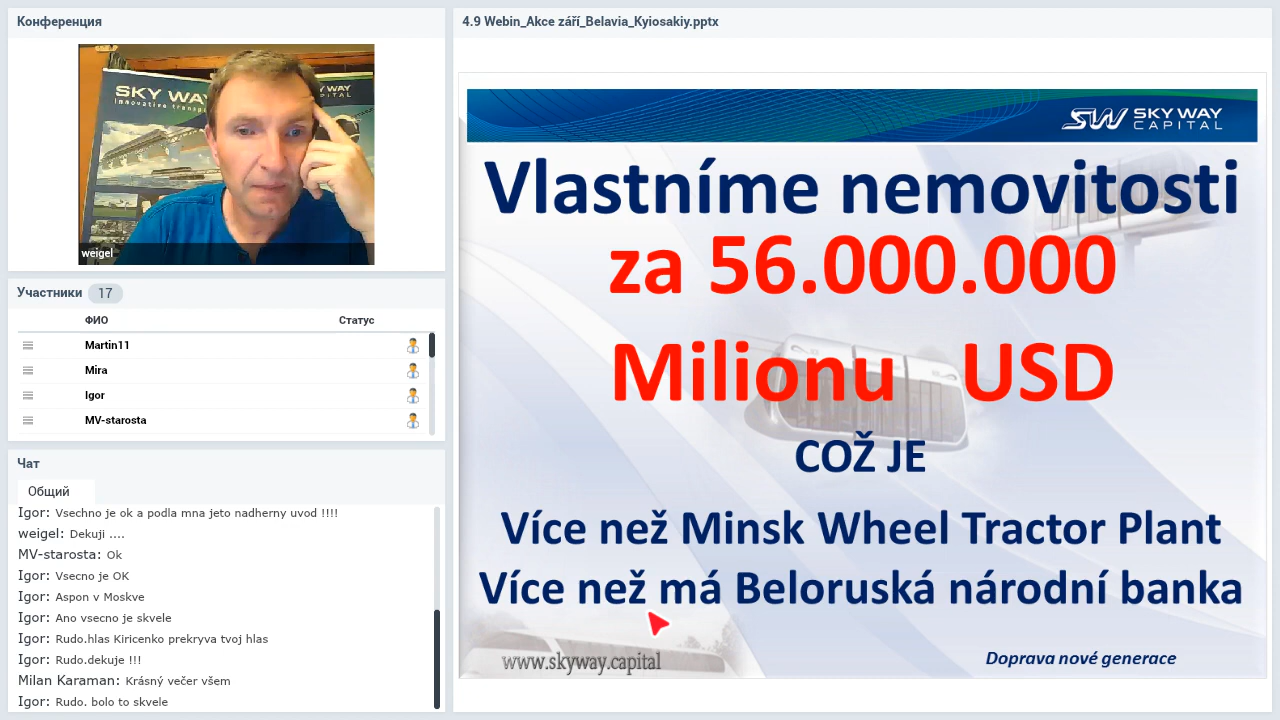 Конференция
SKY WA
CAPITAL
innovative transp
weigel
Участники 17
ФИО Статус
Martin11
Mira
Igor
MV-starosta
Чат
Общий
Igor: Vsechno je ok a podla mna jeto nadherny uvod !!!!
weigel: Dekuji ....
MV-starosta: Ok
Igor: Vsecno je OK
Igor: Aspon v Moskve
Igor: Ano vsecno je skvele
Igor: Rudo.hlas Kiricenko prekryva tvoj hlas
Igor: Rudo.dekuje !!!
Milan Karaman: Krásný večer všem
Igor: Rudo. bolo to skvele
4.9 Webin_Akce září_Belavia_Kyiosakiy.pptx
SW SKY WAY
CAPITAL
Vlastníme nemovitosti
za 56.000.000
Milionu USD
COŽ JE
Více než Minsk Wheel Tractor Plant
Více než má Beloruská národní banka
www.skyway.capital
Doprava nové generace